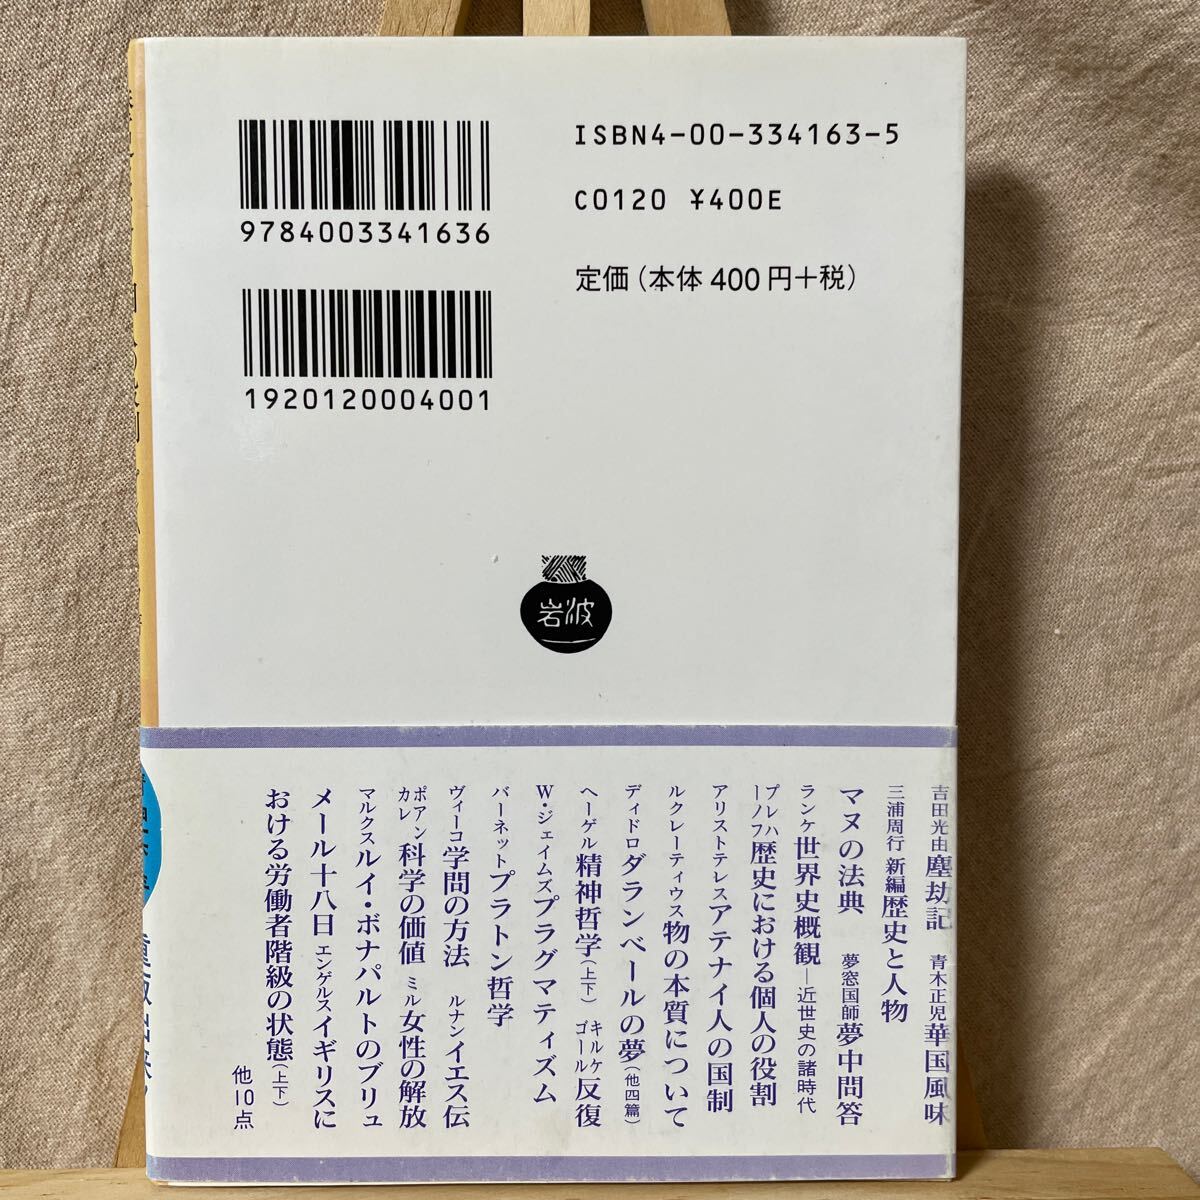 ISBN4-00-334163-5
C0120 ¥400E
定価(本体 400 円+税)
9784003341636
1920120004001
岩波
吉田光由 塵劫記 青木正児 華国風味
三浦周行 新編歴史と人物
マヌの法典 夢窓国師 夢中問答
ランケ 世界史概観―近世史の諸時代
プレハーノフ 歴史における個人の役割
アリストテレス アテナイ人の国制
ルクレーティウス 物の本質について
ディドロ ダランベールの夢(他四篇)
ヘーゲル 精神哲学(上下) キルケゴール 反復
W・ジェイムズ プラグマティズム
バーネット プラトン哲学
ヴィーコ 学問の方法 ルナン イエス伝
ポアンカレ 科学の価値 ミル 女性の解放
マルクス ルイ・ボナパルトのブリュ
メール十八日 エンゲルス イギリスに
おける労働者階級の状態(上下)
他10点